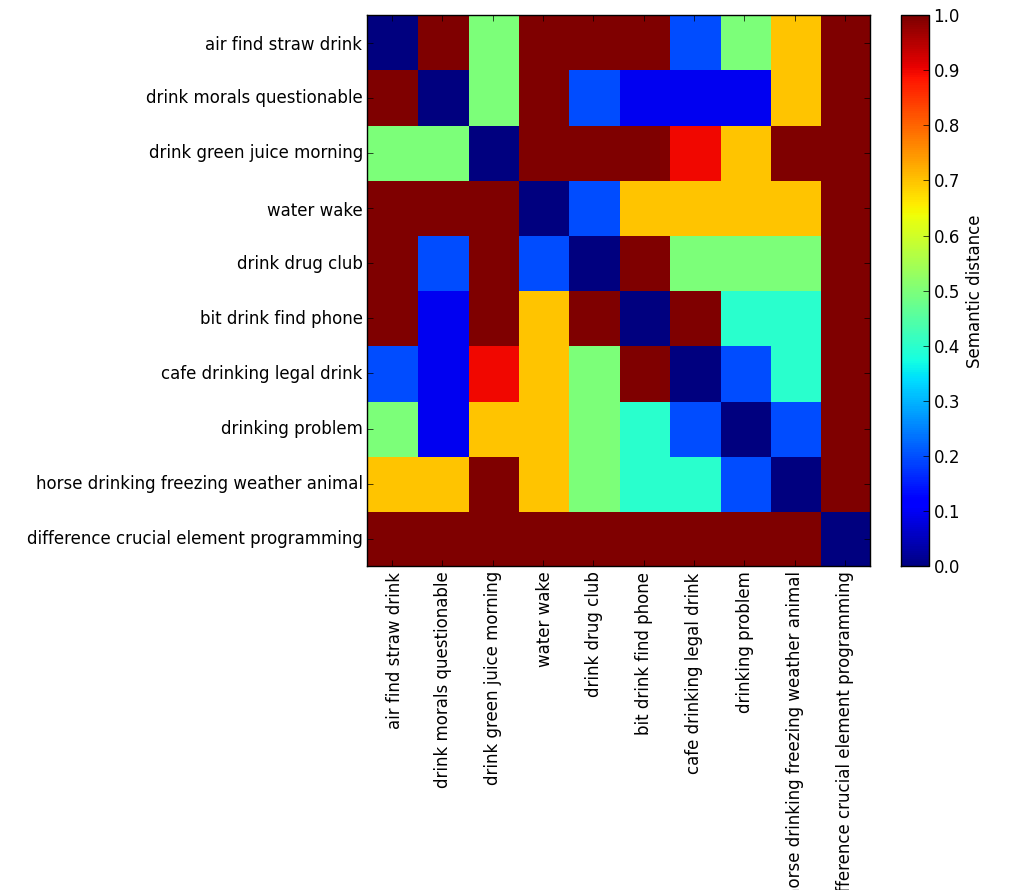 air find straw drink
drink morals questionable
drink green juice morning
water wake
drink drug club
bit drink find phone
cafe drinking legal drink
drinking problem
horse drinking freezing weather animal
difference crucial element programming
1.0
0.9
0.8
0.7
0.6
0.5
0.4
0.3
0.2
0.1
0.0
Semantic distance
air find straw drink
drink morals questionable
drink green juice morning
water wake
drink drug club
bit drink find phone
cafe drinking legal drink
drinking problem
orse drinking freezing weather animal
fference crucial element programming